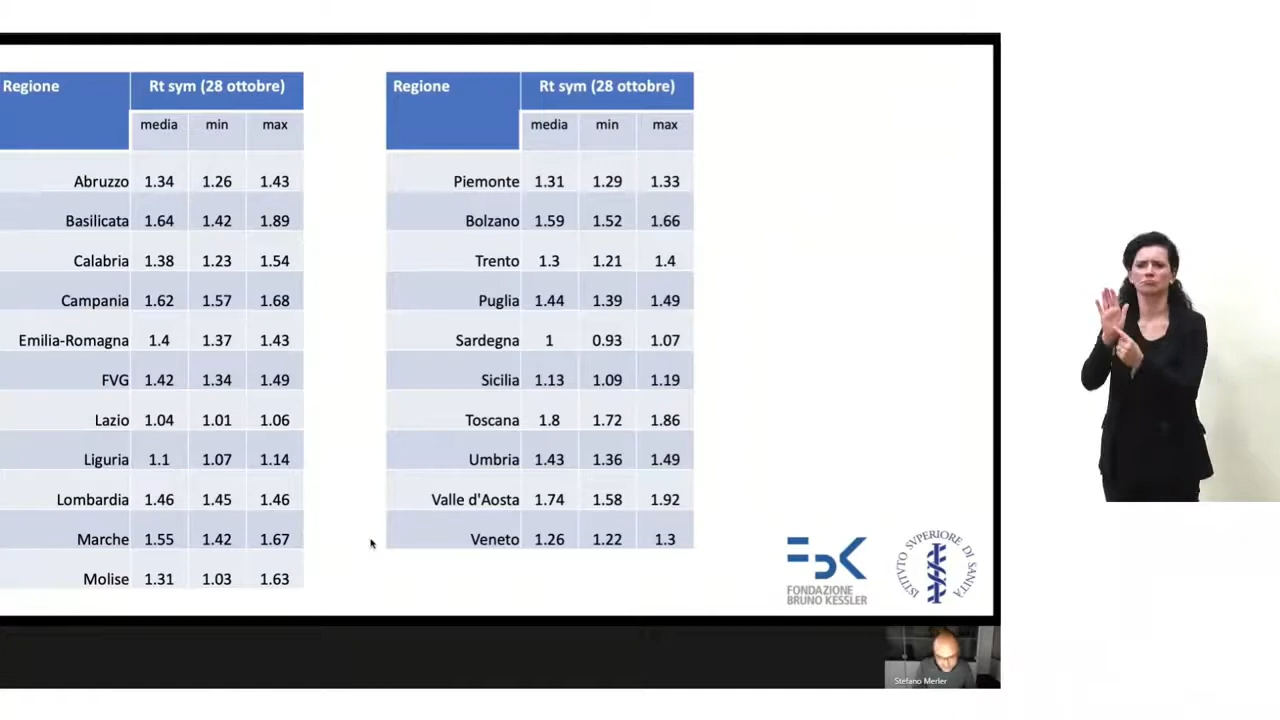 Regione Rt sym (28 ottobre)
media min max
Abruzzo 1.34 1.26 1.43
Basilicata 1.64 1.42 1.89
Calabria 1.38 1.23 1.54
Campania 1.62 1.57 1.68
Emilia-Romagna 1.4 1.37 1.43
FVG 1.42 1.34 1.49
Lazio 1.04 1.01 1.06
Liguria 1.1 1.07 1.14
Lombardia 1.46 1.45 1.46
Marche 1.55 1.42 1.67
Molise 1.31 1.03 1.63
Regione Rt sym (28 ottobre)
media min max
Piemonte 1.31 1.29 1.33
Bolzano 1.59 1.52 1.66
Trento 1.3 1.21 1.4
Puglia 1.44 1.39 1.49
Sardegna 1 0.93 1.07
Sicilia 1.13 1.09 1.19
Toscana 1.8 1.72 1.86
Umbria 1.43 1.36 1.49
Valle d'Aosta 1.74 1.58 1.92
Veneto 1.26 1.22 1.3
FBK
FONDAZIONE
BRUNO KESSLER
ISTITUTO SVPERIORE DI SANITÀ
Stefano Merler